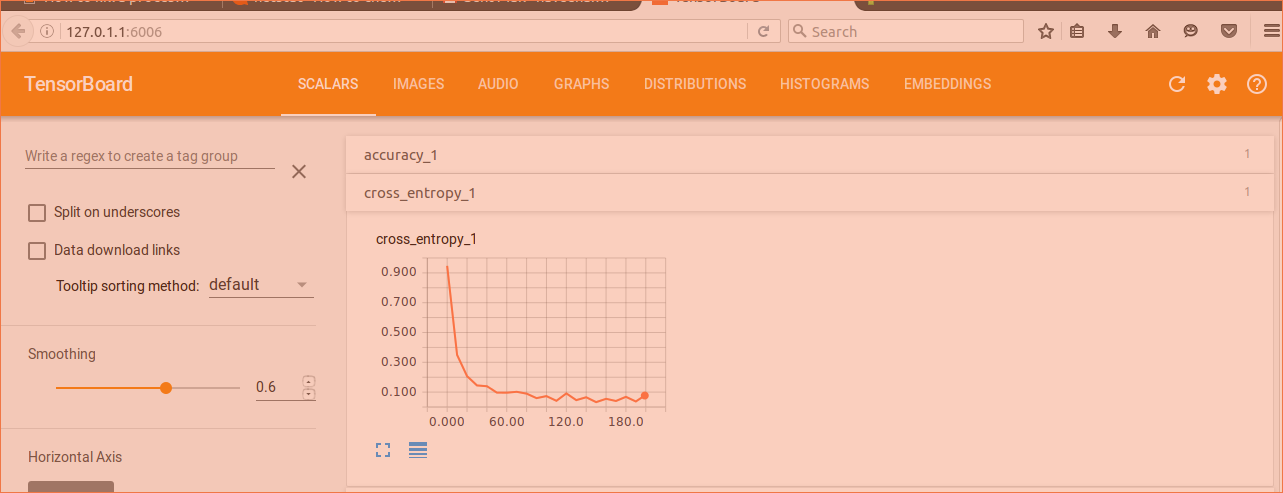 127.0.1.1:6006
Search
TensorBoard
SCALARS
IMAGES
AUDIO
GRAPHS
DISTRIBUTIONS
HISTOGRAMS
EMBEDDINGS
Write a regex to create a tag group
Split on underscores
Data download links
Tooltip sorting method: default
Smoothing
0.6
Horizontal Axis
accuracy_1
1
cross_entropy_1
1
cross_entropy_1
0.900
0.700
0.500
0.300
0.100
0.000 60.00 120.0 180.0